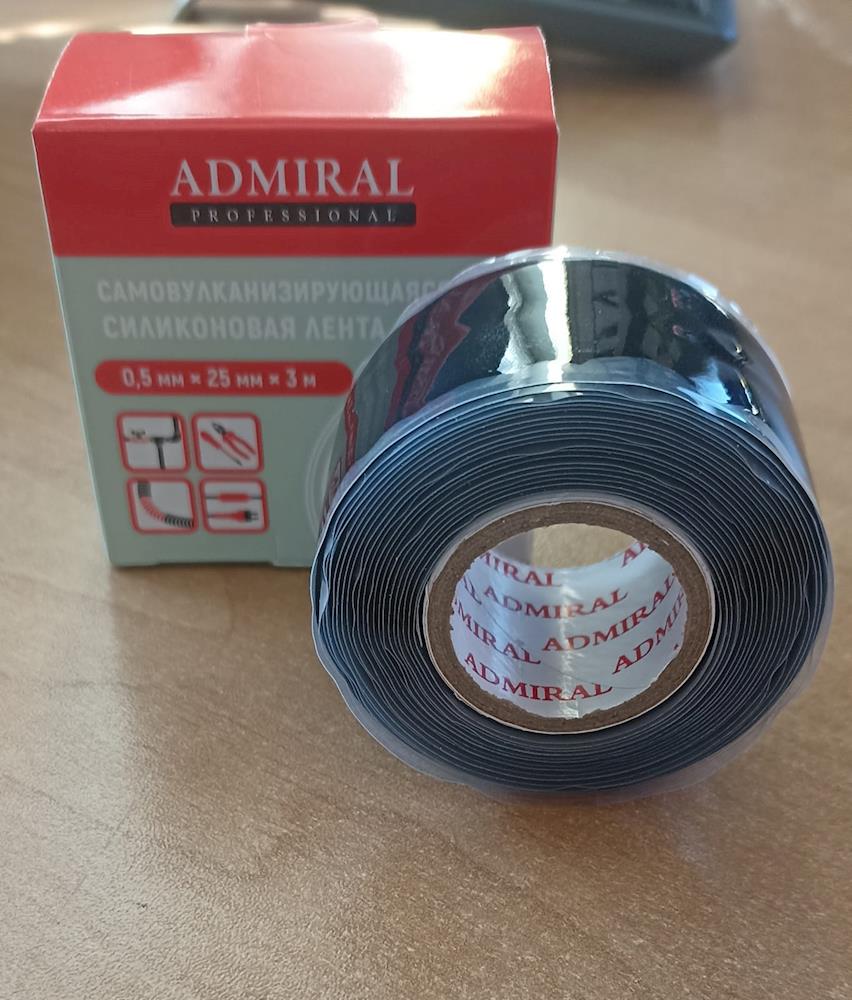 ADMIRAL
PROFESSIONAL
САМОВУЛКАНИЗИРУЮЩАЯСЯ
СИЛИКОНОВАЯ ЛЕНТА
0,5 мм × 25 мм × 3 м
ADMIRAL
ADMIRAL
ADMIRAL